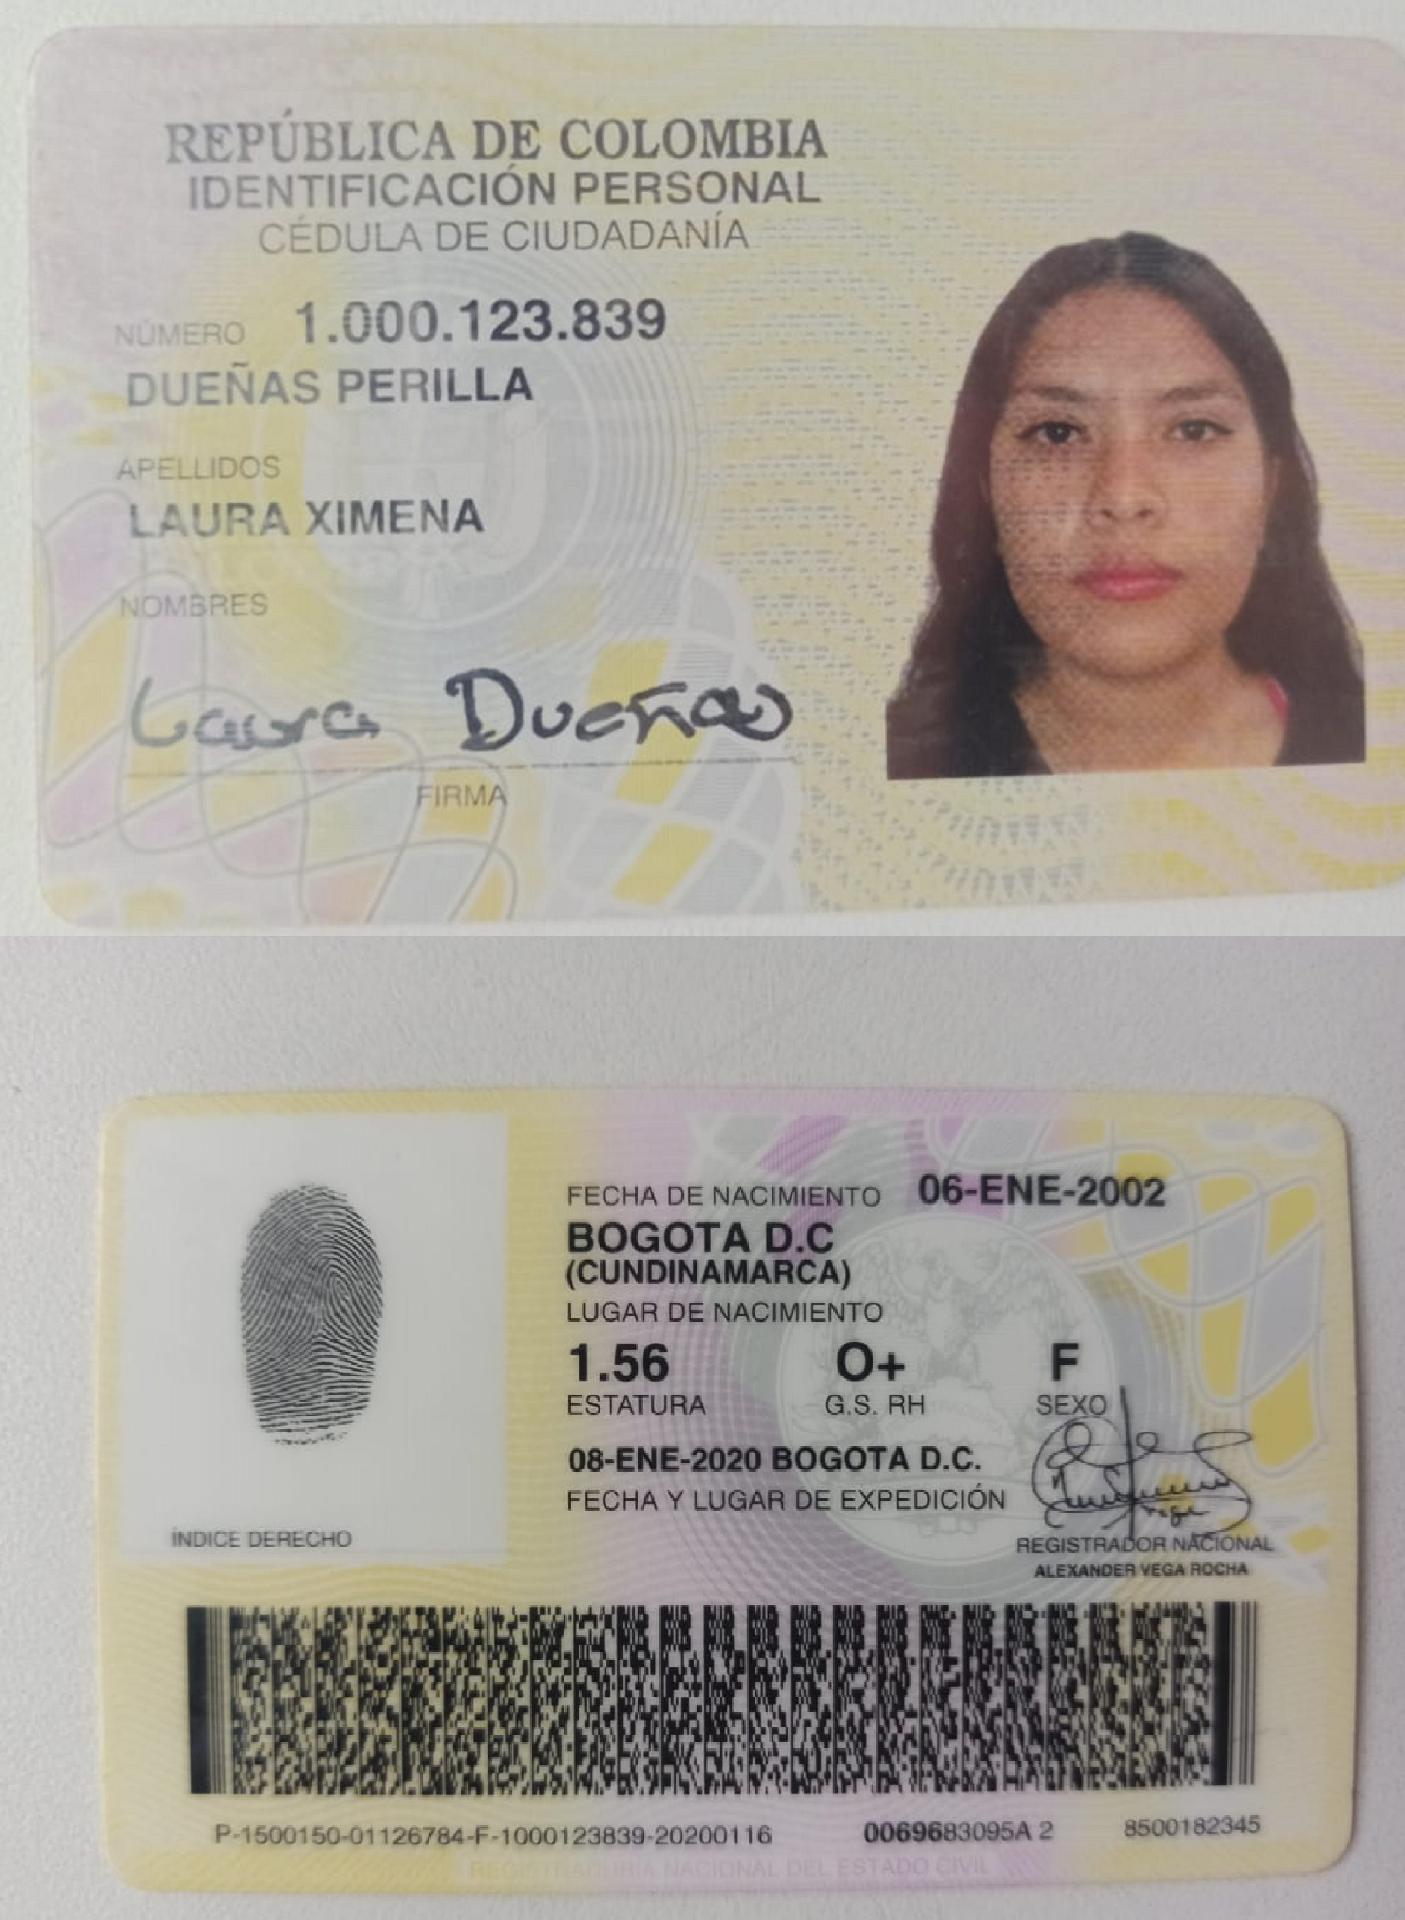 REPÚBLICA DE COLOMBIA
IDENTIFICACIÓN PERSONAL
CÉDULA DE CIUDADANÍA
NÚMERO 1.000.123.839
DUEÑAS PERILLA
APELLIDOS
LAURA XIMENA
NOMBRES
Laura Dueñas
FIRMA
FECHA DE NACIMIENTO 06-ENE-2002
BOGOTA D.C
(CUNDINAMARCA)
LUGAR DE NACIMIENTO
1.56 O+ F
ESTATURA G.S. RH SEXO
08-ENE-2020 BOGOTA D.C.
FECHA Y LUGAR DE EXPEDICIÓN
ÍNDICE DERECHO
REGISTRADOR NACIONAL
ALEXANDER VEGA ROCHA
P-1500150-01126784-F-1000123839-20200116 0069683095A 2 8500182345
REGISTRADURIA NACIONAL DEL ESTADO CIVIL